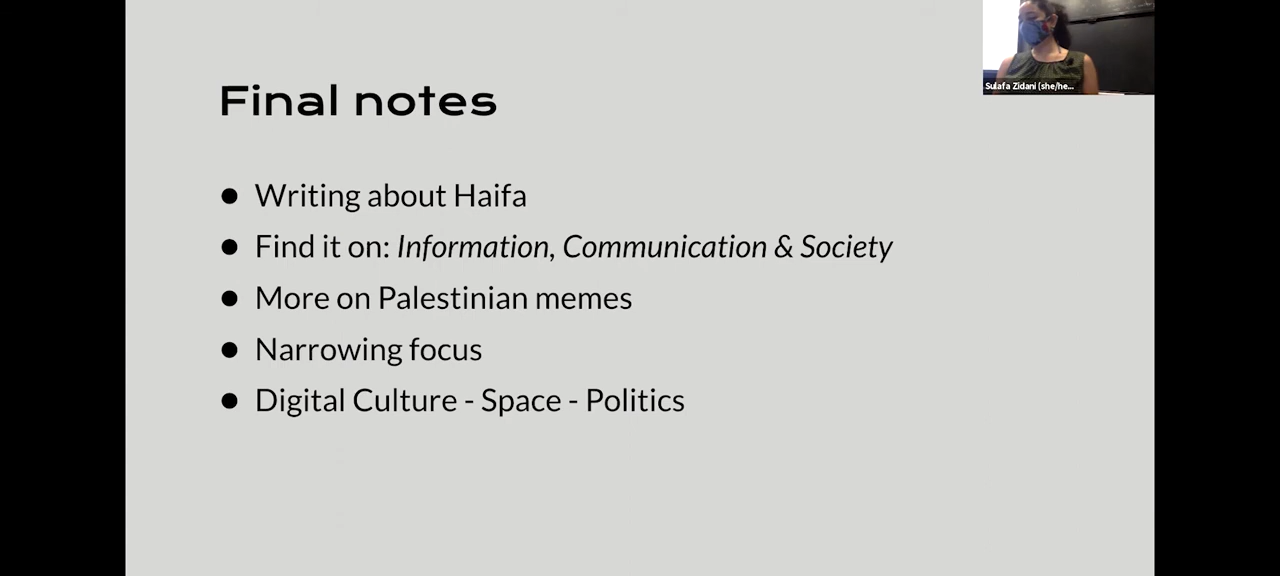 Final notes
● Writing about Haifa
● Find it on: Information, Communication & Society
● More on Palestinian memes
● Narrowing focus
● Digital Culture - Space - Politics
Sulafa Zidani (she/he...